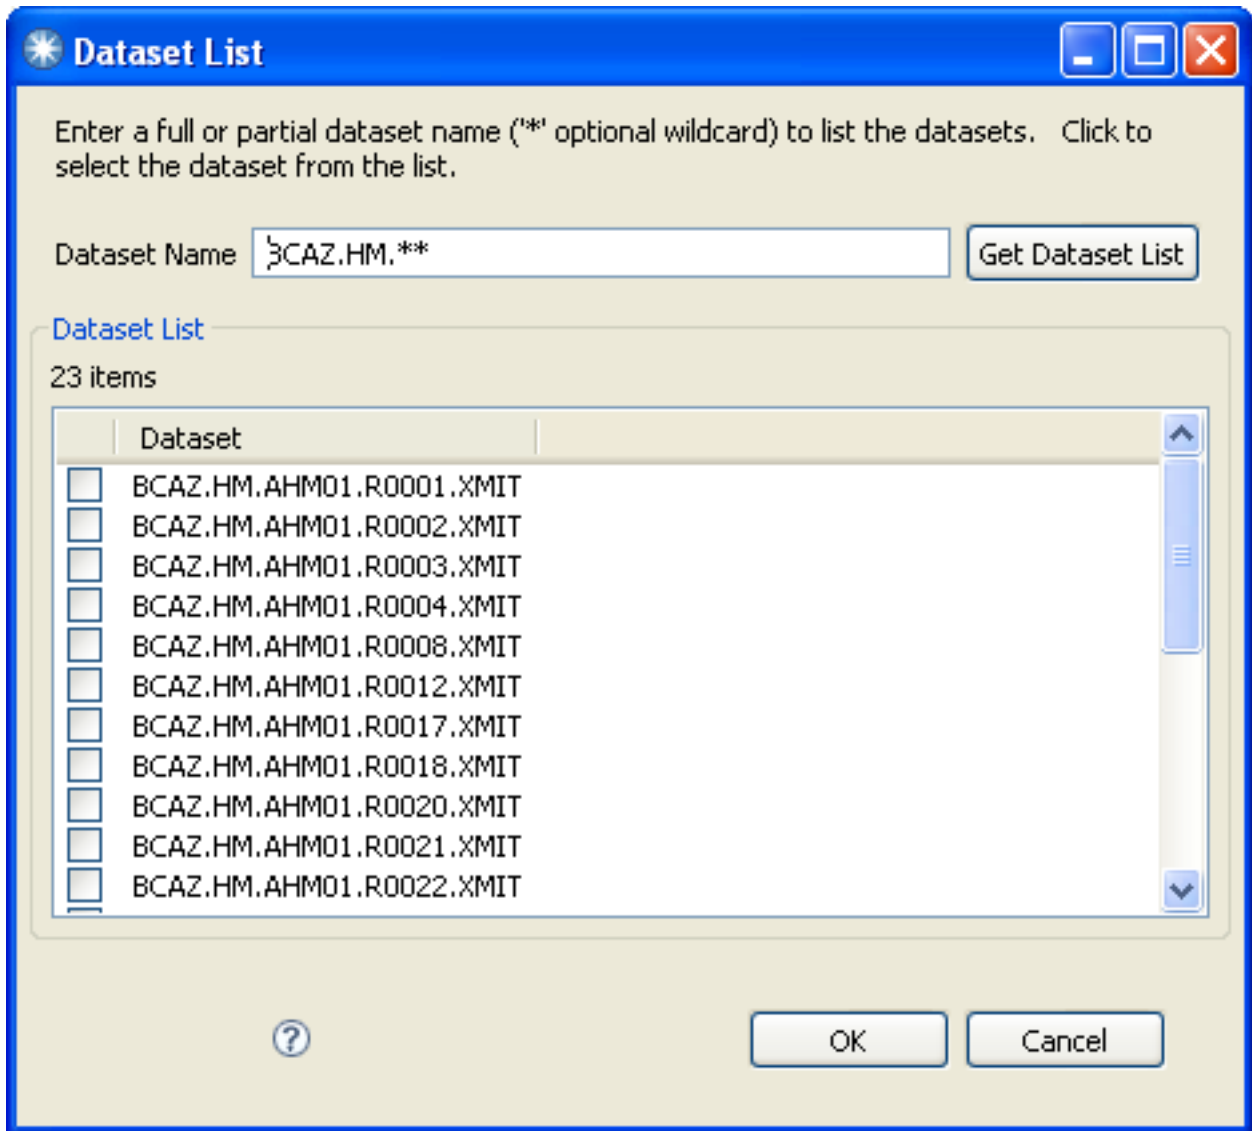 Dataset List
Enter a full or partial dataset name ('*' optional wildcard) to list the datasets.   Click to
select the dataset from the list.
Dataset Name BCAZ.HM.** Get Dataset List
Dataset List
23 items
Dataset
BCAZ.HM.AHM01.R0001.XMIT
BCAZ.HM.AHM01.R0002.XMIT
BCAZ.HM.AHM01.R0003.XMIT
BCAZ.HM.AHM01.R0004.XMIT
BCAZ.HM.AHM01.R0008.XMIT
BCAZ.HM.AHM01.R0012.XMIT
BCAZ.HM.AHM01.R0017.XMIT
BCAZ.HM.AHM01.R0018.XMIT
BCAZ.HM.AHM01.R0020.XMIT
BCAZ.HM.AHM01.R0021.XMIT
BCAZ.HM.AHM01.R0022.XMIT
? OK Cancel